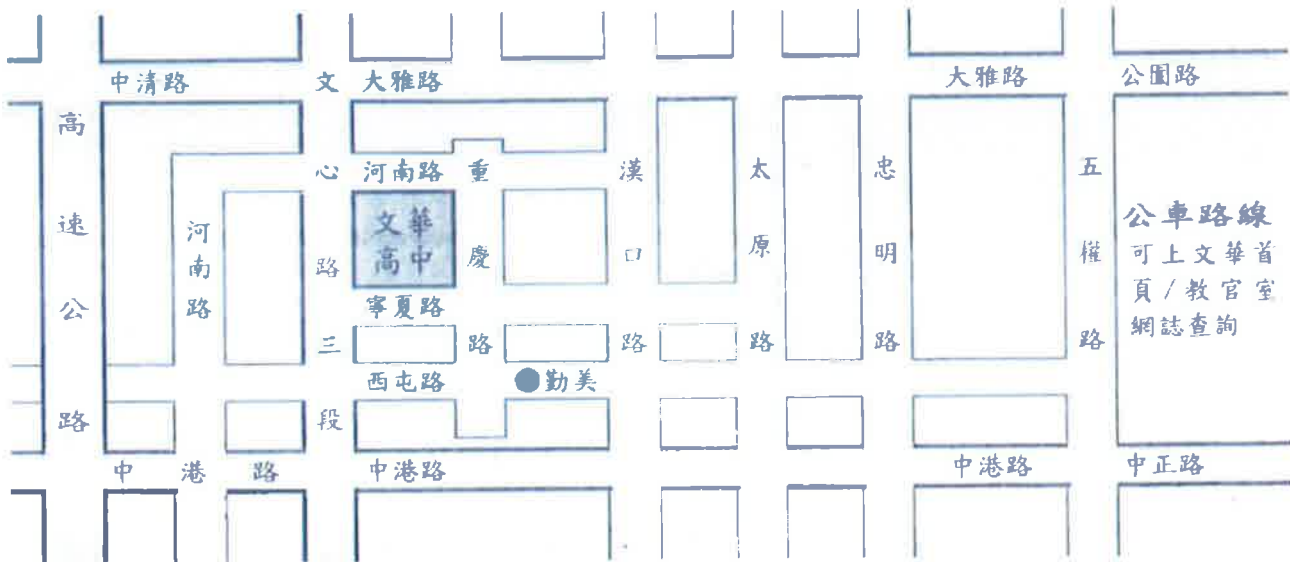 中清路
文心路三段
大雅路
大雅路
公園路
高速公路
河南路
河南路
重慶路
漢口路
太原路
忠明路
五權路
文華
高中
寧夏路
西屯路
勤美
公車路線
可上文華首
頁/教官室
網誌查詢
中港路
中港路
中港路
中正路